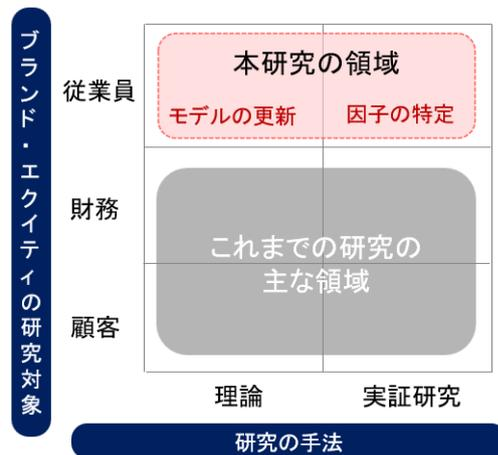 ブランド・エクイティの研究対象
従業員
本研究の領域
モデルの更新
因子の特定
財務
これまでの研究の
主な領域
顧客
理論
実証研究
研究の手法